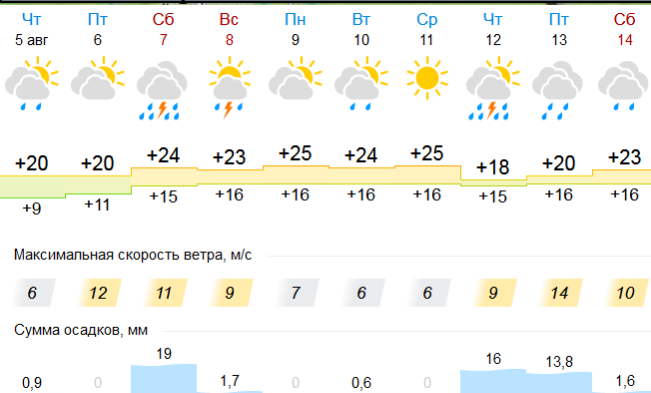 Чт Пт Сб Вс Пн Вт Ср Чт Пт Сб
5 авг 6 7 8 9 10 11 12 13 14
+20 +20 +24 +23 +25 +24 +25 +18 +20 +23
+9 +11 +15 +16 +16 +16 +16 +15 +16 +16
Максимальная скорость ветра, м/с
6 12 11 9 7 6 6 9 14 10
Сумма осадков, мм
0,9 0 19 1,7 0 0,6 0 16 13,8 1,6